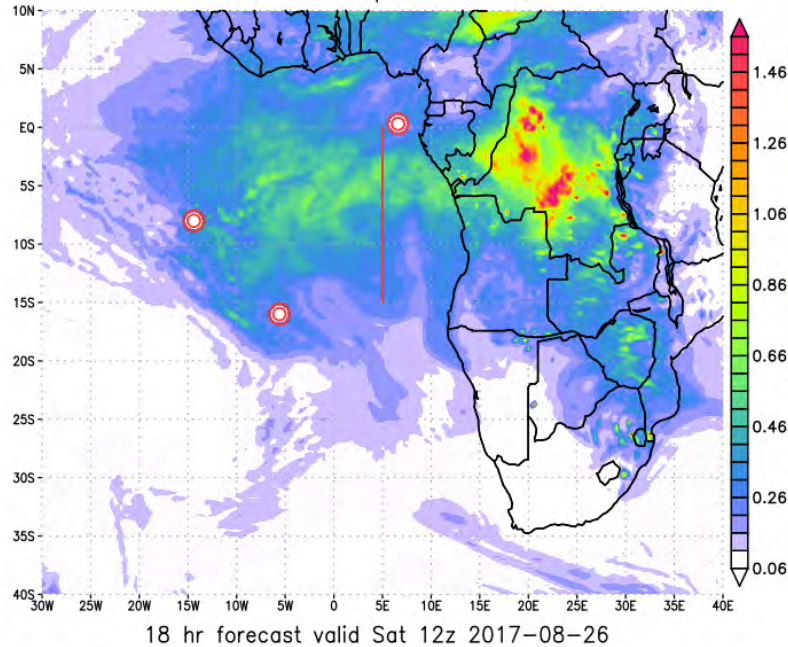 10N
5N
EQ
5S
10S
15S
20S
25S
30S
35S
40S
30W 25W 20W 15W 10W 5W 0 5E 10E 15E 20E 25E 30E 35E 40E
1.46
1.26
1.06
0.86
0.66
0.46
0.26
0.06
18 hr forecast valid Sat 12z 2017-08-26